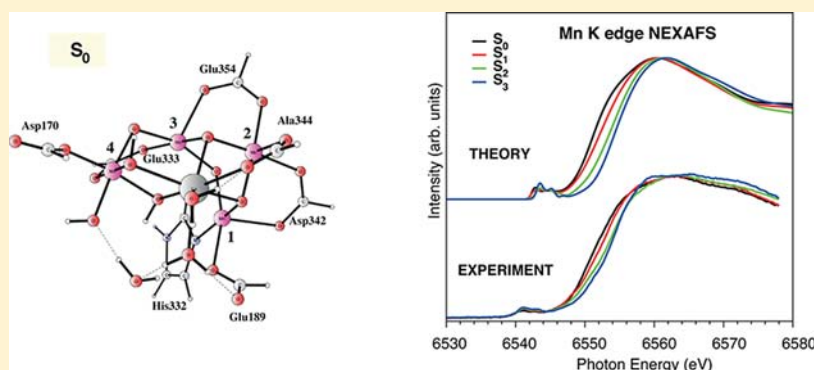 S₀
Glu354
Asp170
3
Ala344
Glu333
2
4
Asp342
1
His332
Glu189
Mn K edge NEXAFS
S₀
S₁
S₂
S₃
THEORY
EXPERIMENT
Intensity (arb. units)
6530 6540 6550 6560 6570 6580
Photon Energy (eV)